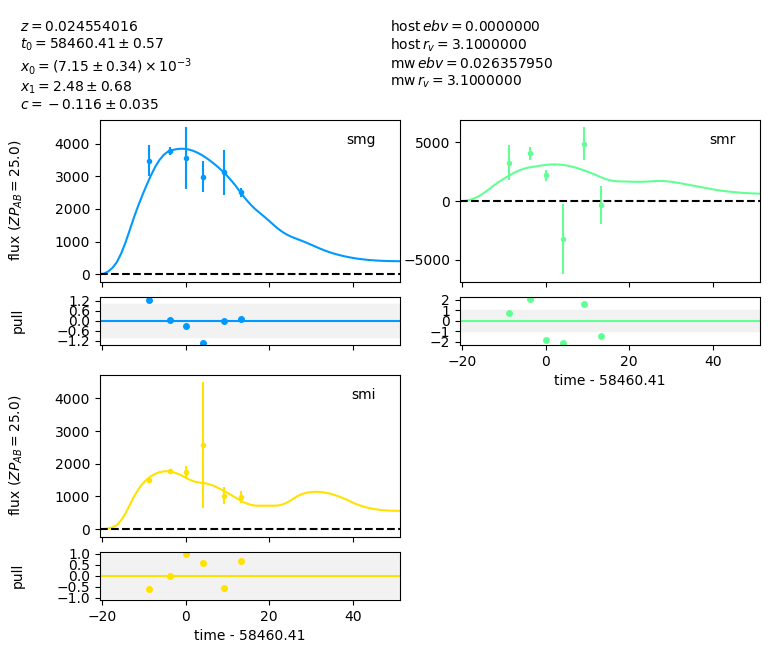 z = 0.024554016
t₀ = 58460.41 ± 0.57
x₀ = (7.15 ± 0.34) × 10⁻³
x₁ = 2.48 ± 0.68
c = −0.116 ± 0.035
host ebv = 0.0000000
host r_v = 3.1000000
mw ebv = 0.026357950
mw r_v = 3.1000000
smg
flux (ZP_AB = 25.0)
4000
3000
2000
1000
0
pull
1.2
0.6
0.0
−0.6
−1.2
smr
5000
0
−5000
2
1
0
−1
−2
−20 0 20 40
time - 58460.41
smi
flux (ZP_AB = 25.0)
4000
3000
2000
1000
0
pull
1.0
0.5
0.0
−0.5
−1.0
−20 0 20 40
time - 58460.41